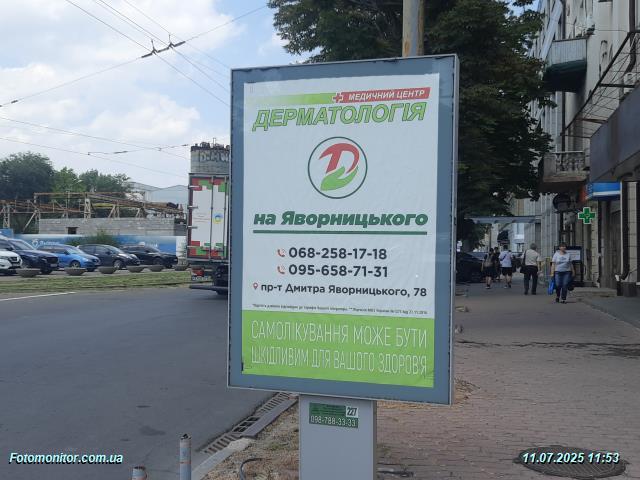 МЕДИЧНИЙ ЦЕНТР
ДЕРМАТОЛОГІЯ
на Яворницького
068-258-17-18
095-658-71-31
пр-т Дмитра Яворницького, 78
САМОЛІКУВАННЯ МОЖЕ БУТИ
ШКІДЛИВИМ ДЛЯ ВАШОГО ЗДОРОВ'Я
227
098-788-33-33
Fotomonitor.com.ua
11.07.2025 11:53